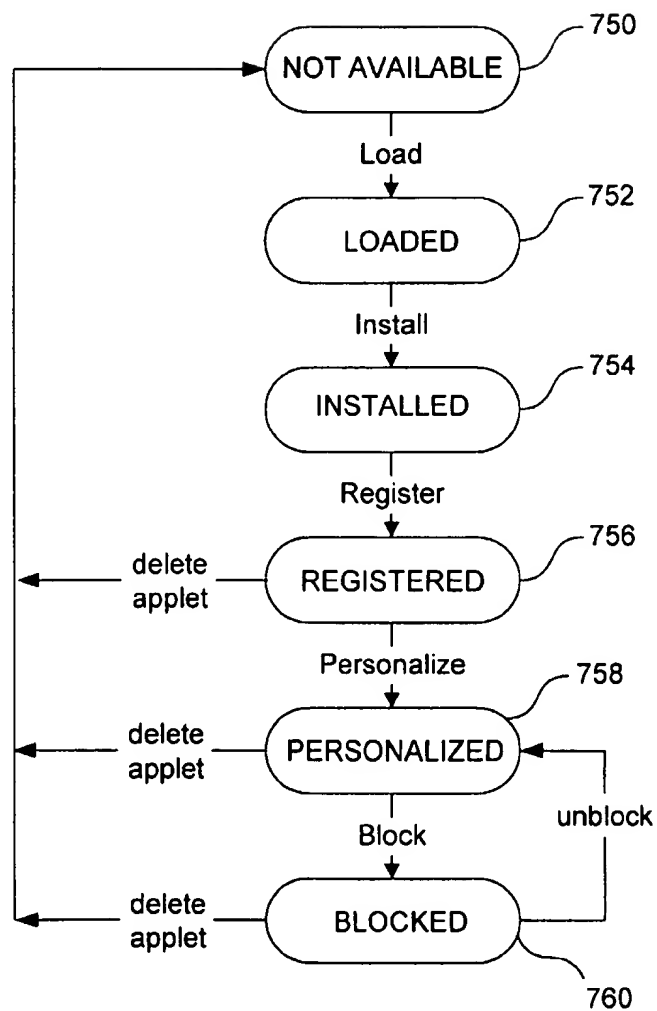 750
NOT AVAILABLE
Load
752
LOADED
Install
754
INSTALLED
Register
756
delete
applet
REGISTERED
Personalize
758
delete
applet
PERSONALIZED
unblock
Block
delete
applet
BLOCKED
760